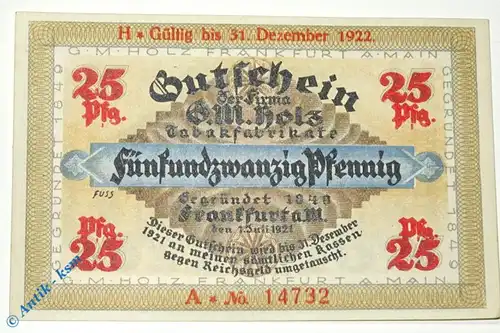 H * Gültig bis 31. Dezember 1922.
G·M·HOLZ FRANKFURT A·MAIN
25 Pfg.
Gutschein
25 Pfg.
der Firma
G.M. Holz
Tabakfabrikate
Fünfundzwanzig Pfennig
FUSS
Gegründet 1849
Frankfurt a/M.
den 1. Juli 1921
Dieser Gutschein wird bis 31. Dezember
1921 an meinen sämtlichen Kassen
gegen Reichsgeld umgetauscht.
Pfg. 25
Pfg. 25
GEGRÜNDET 1849
GEGRÜNDET 1849
G·M·HOLZ FRANKFURT A·MAIN
A * No. 14732
Antik-ksm